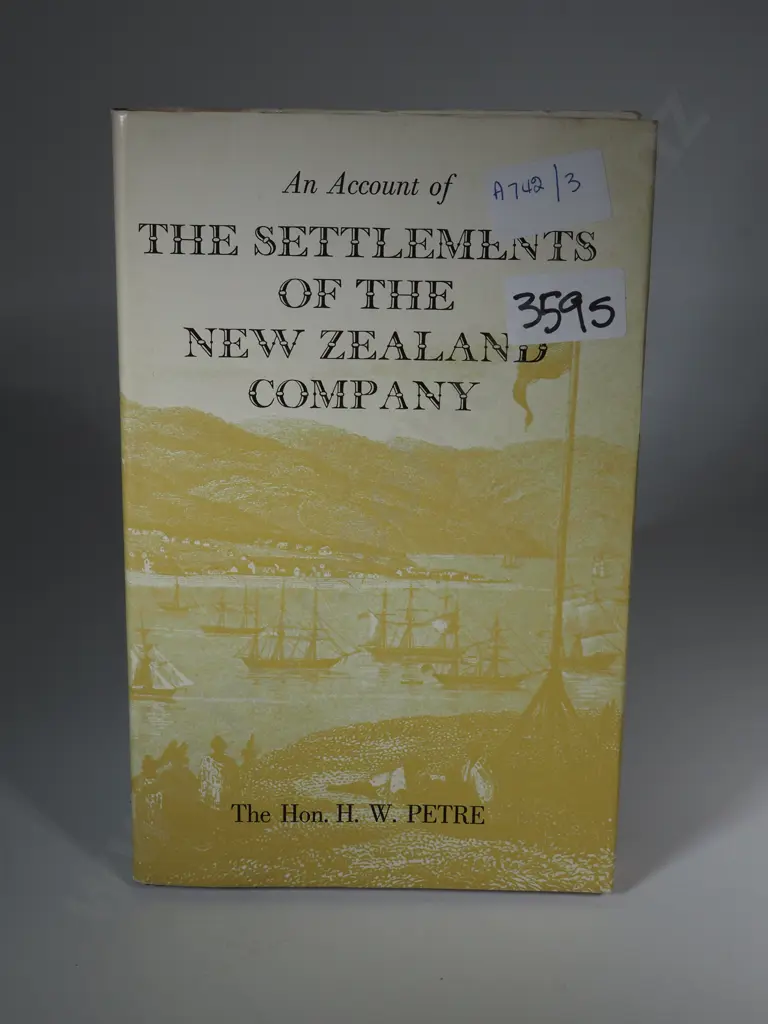 An Account of
A742/3
THE SETTLEMENTS
OF THE
3595
NEW ZEALAND
COMPANY
The Hon. H. W. PETRE